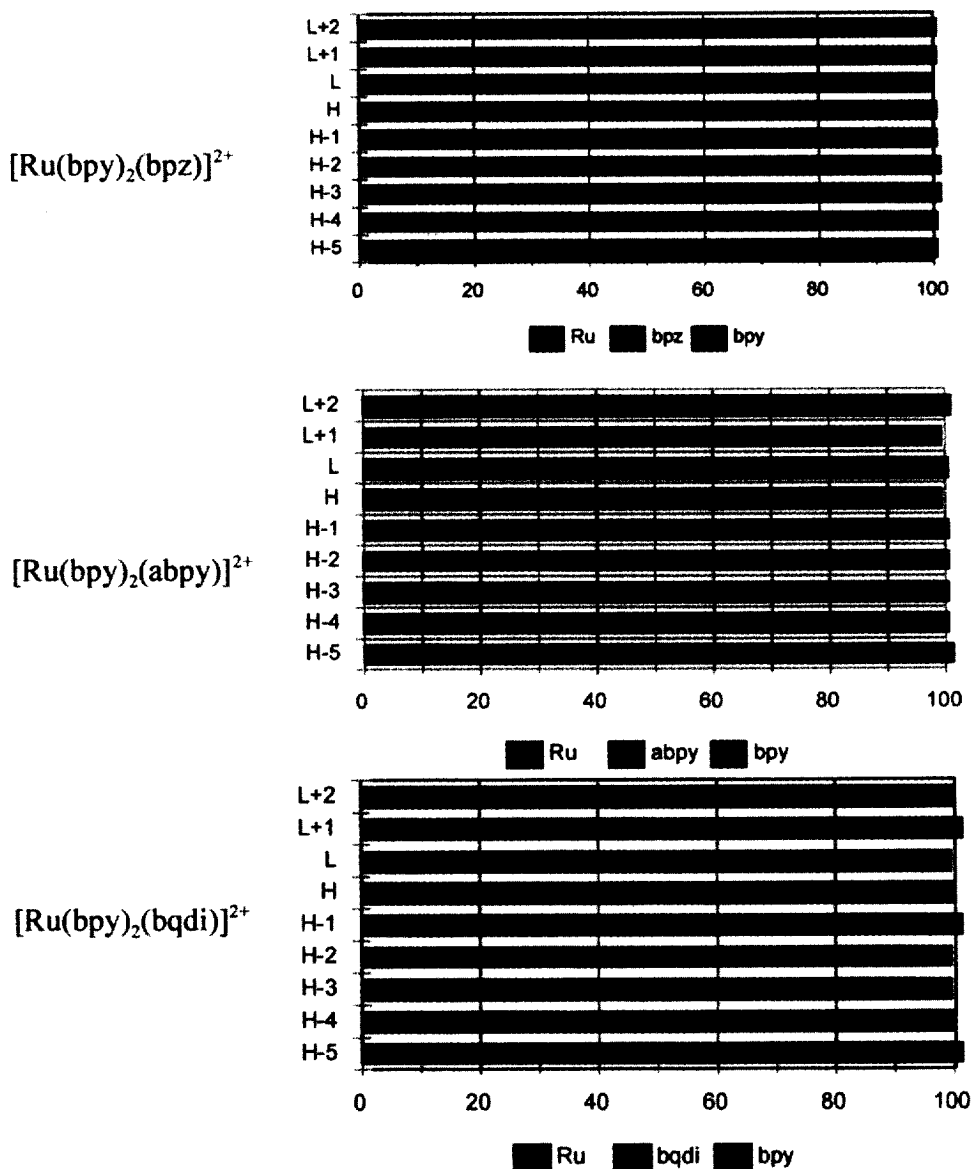 L+2
L+1
L
H
H-1
H-2
H-3
H-4
H-5
[Ru(bpy)₂(bpz)]²⁺
0 20 40 60 80 100
Ru bpz bpy
L+2
L+1
L
H
H-1
H-2
H-3
H-4
H-5
[Ru(bpy)₂(abpy)]²⁺
0 20 40 60 80 100
Ru abpy bpy
L+2
L+1
L
H
H-1
H-2
H-3
H-4
H-5
[Ru(bpy)₂(bqdi)]²⁺
0 20 40 60 80 100
Ru bqdi bpy